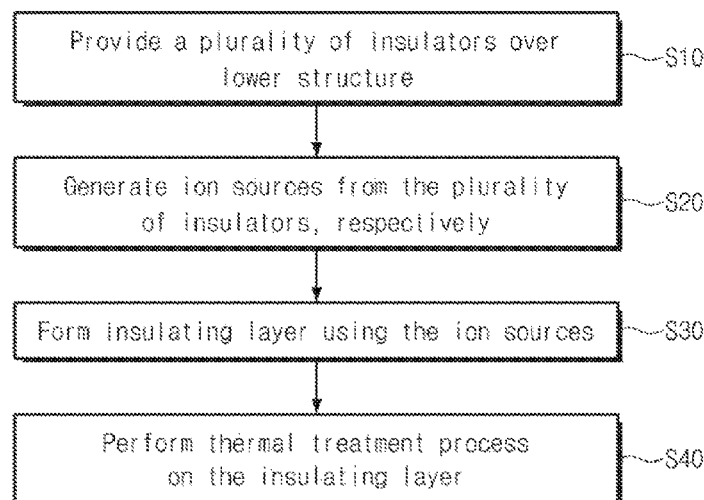 Provide a plurality of insulators over
lower structure
S10
Generate ion sources from the plurality
of insulators, respectively
S20
Form insulating layer using the ion sources
S30
Perform thermal treatment process
on the insulating layer
S40